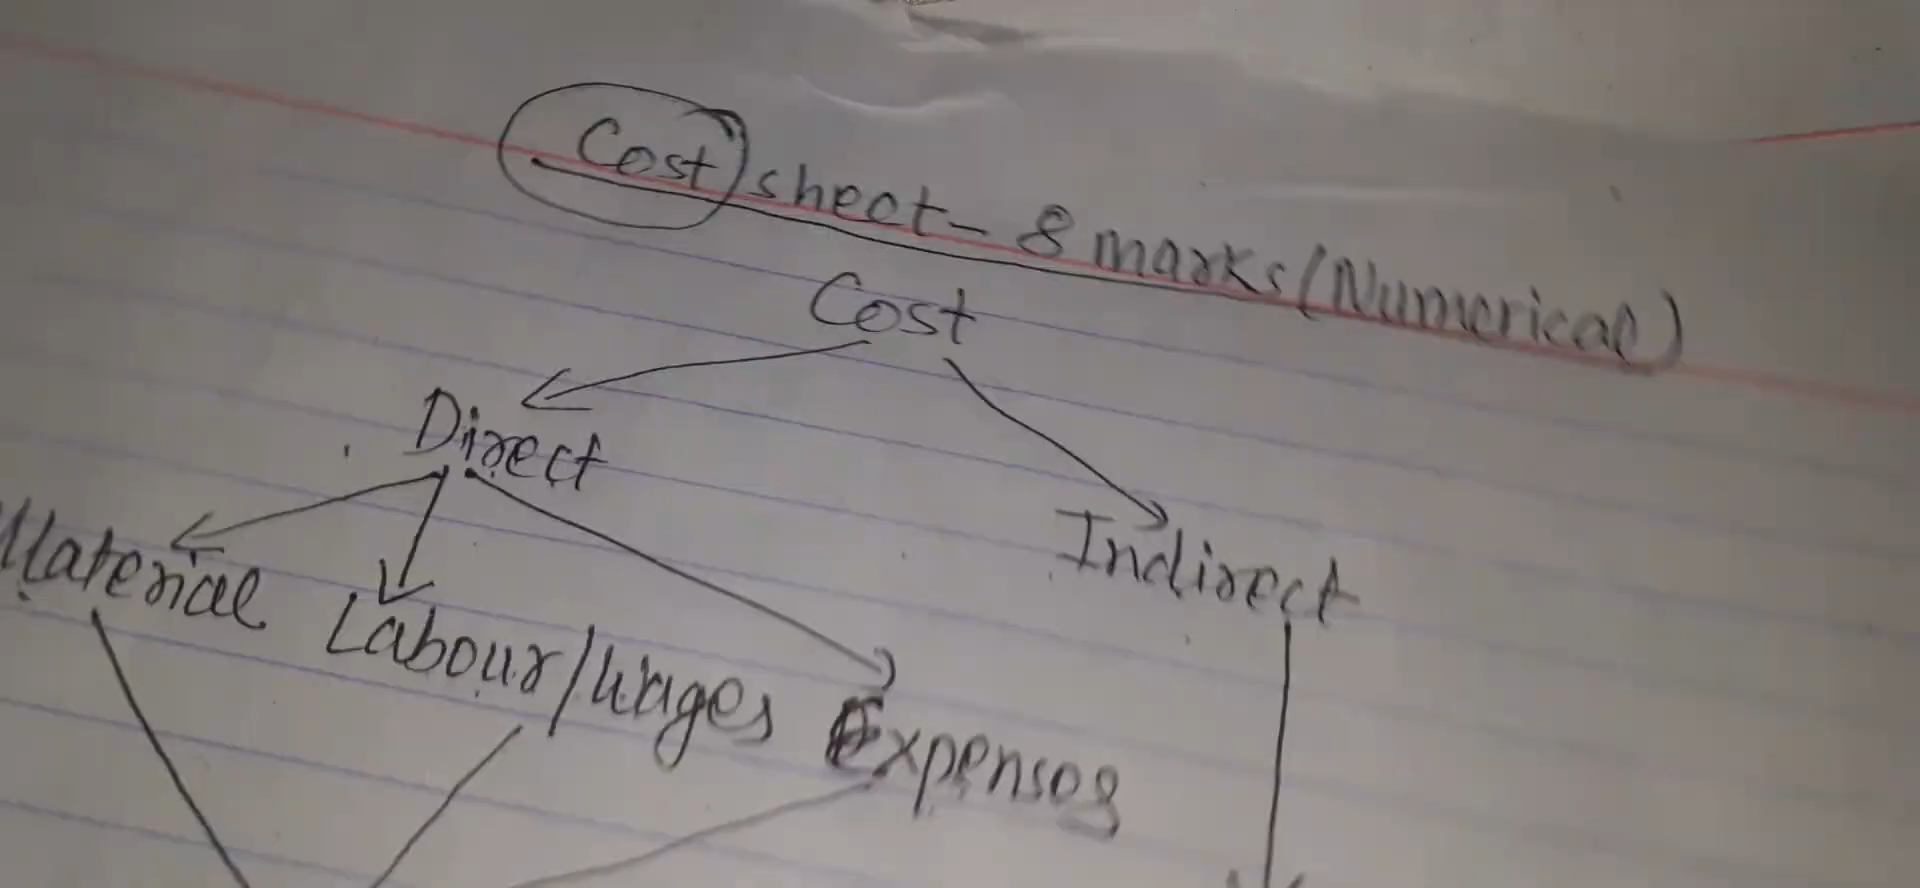 Cost sheet - 8 marks (Numerical)
Cost
Direct
Indirect
Material Labour/Wages Expenses